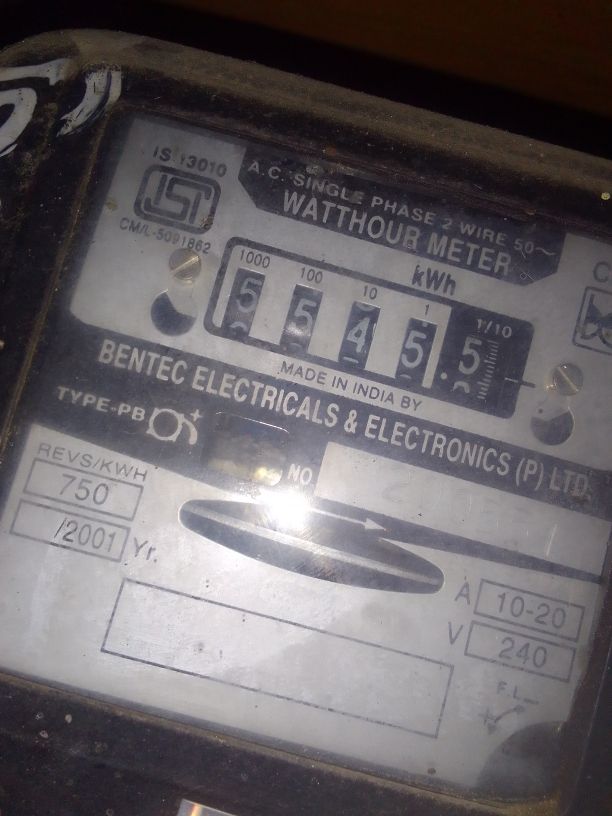 IS 13010
CM/L-5091862
A.C. SINGLE PHASE 2 WIRE 50~
WATTHOUR METER
kWh
1000 100 10 1 1/10
5 5 4 5 . 5
MADE IN INDIA BY
BENTEC ELECTRICALS & ELECTRONICS (P) LTD.
TYPE-PB
NO
REVS/KWH
750
/2001 Yr.
A 10-20
V 240
F.L.